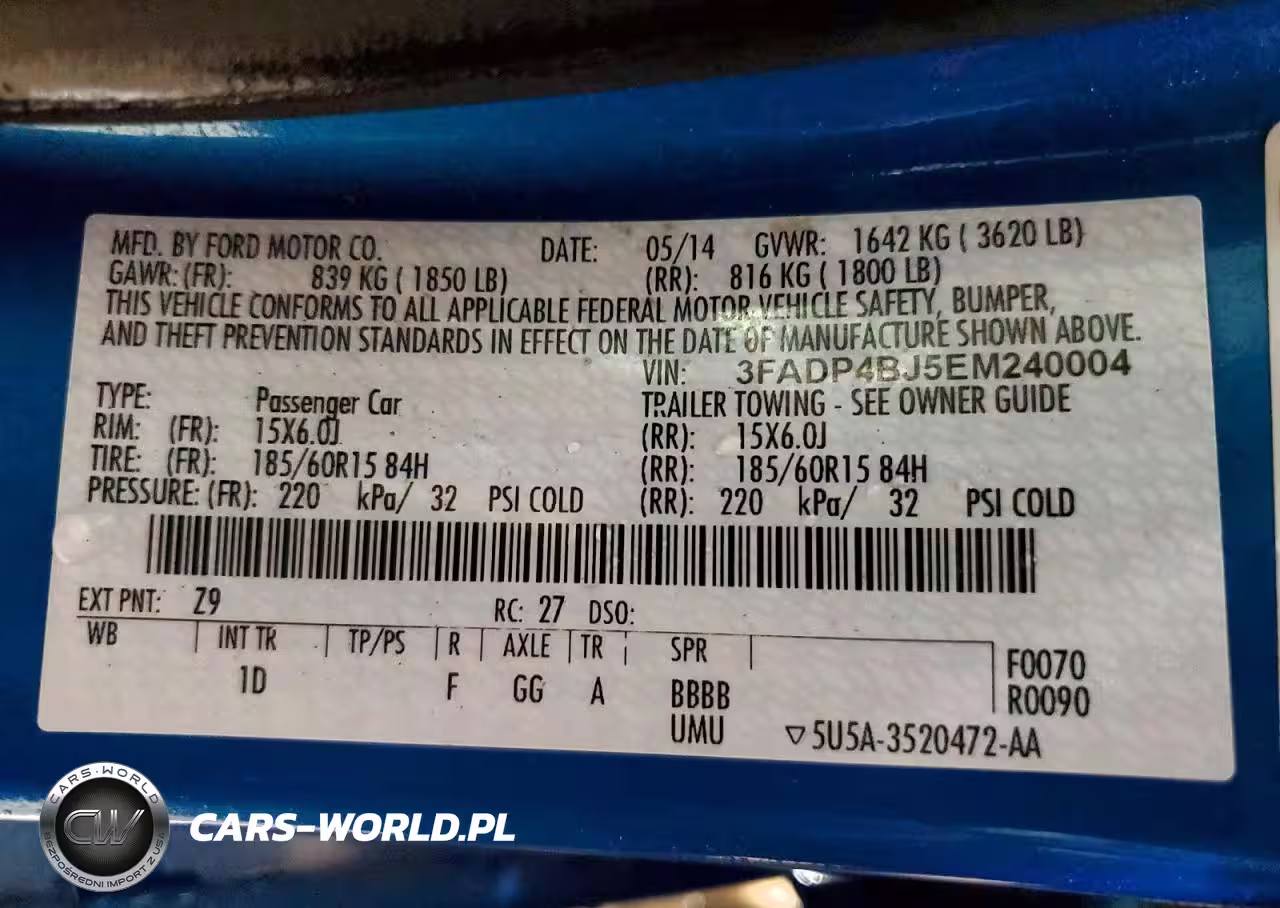 MFD. BY FORD MOTOR CO. DATE: 05/14 GVWR: 1642 KG ( 3620 LB)
GAWR: (FR): 839 KG ( 1850 LB) (RR): 816 KG ( 1800 LB)
THIS VEHICLE CONFORMS TO ALL APPLICABLE FEDERAL MOTOR VEHICLE SAFETY, BUMPER,
AND THEFT PREVENTION STANDARDS IN EFFECT ON THE DATE OF MANUFACTURE SHOWN ABOVE.
VIN: 3FADP4BJ5EM240004
TYPE: Passenger Car TRAILER TOWING - SEE OWNER GUIDE
RIM: (FR): 15X6.0J (RR): 15X6.0J
TIRE: (FR): 185/60R15 84H (RR): 185/60R15 84H
PRESSURE: (FR): 220 kPa/ 32 PSI COLD (RR): 220 kPa/ 32 PSI COLD
EXT PNT: Z9 RC: 27 DSO:
WB | INT TR | TP/PS | R | AXLE | TR | SPR | F0070
1D F GG A BBBB R0090
UMU ▽5U5A-3520472-AA
CARS-WORLD
CW
BEZPOŚREDNI IMPORT Z USA
CARS-WORLD.PL